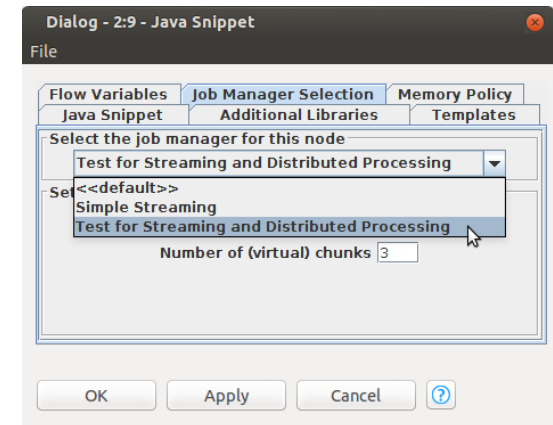 Dialog - 2:9 - Java Snippet
File
Flow Variables Job Manager Selection Memory Policy
Java Snippet Additional Libraries Templates
Select the job manager for this node
Test for Streaming and Distributed Processing
Se
<<default>>
Simple Streaming
Test for Streaming and Distributed Processing
Number of (virtual) chunks 3
OK Apply Cancel ?